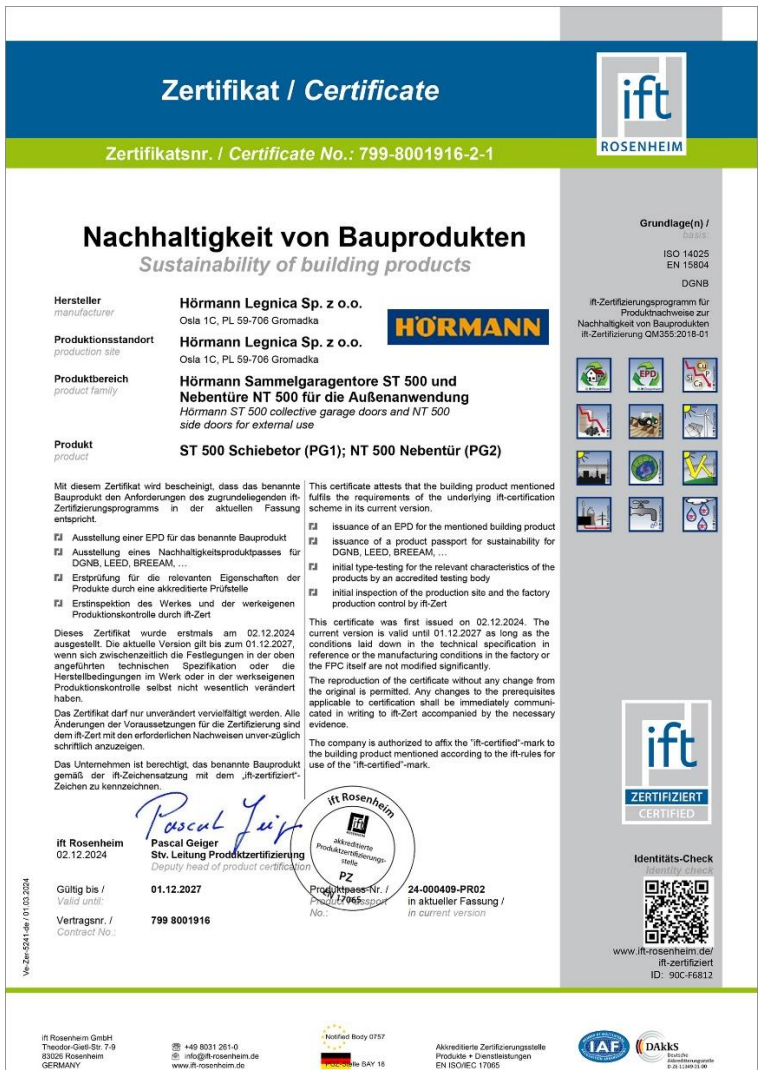 Zertifikat / Certificate
ift
ROSENHEIM
Zertifikatsnr. / Certificate No.: 799-8001916-2-1
Nachhaltigkeit von Bauprodukten
Sustainability of building products
Hersteller
manufacturer
Hörmann Legnica Sp. z o.o.
Osla 1C, PL 59-706 Gromadka
HÖRMANN
Produktionsstandort
production site
Hörmann Legnica Sp. z o.o.
Osla 1C, PL 59-706 Gromadka
Produktbereich
product family
Hörmann Sammelgaragentore ST 500 und
Nebentüre NT 500 für die Außenanwendung
Hörmann ST 500 collective garage doors and NT 500
side doors for external use
Produkt
product
ST 500 Schiebetor (PG1); NT 500 Nebentür (PG2)
Mit diesem Zertifikat wird bescheinigt, dass das benannte
Bauprodukt den Anforderungen des zugrundeliegenden ift-
Zertifizierungsprogramms in der aktuellen Fassung
entspricht.
Ausstellung einer EPD für das benannte Bauprodukt
Ausstellung eines Nachhaltigkeitsproduktpasses für
DGNB, LEED, BREEAM, …
Erstprüfung für die relevanten Eigenschaften der
Produkte durch eine akkreditierte Prüfstelle
Erstinspektion des Werkes und der werkeigenen
Produktionskontrolle durch ift-Zert
Dieses Zertifikat wurde erstmals am 02.12.2024
ausgestellt. Die aktuelle Version gilt bis zum 01.12.2027,
wenn sich zwischenzeitlich die Festlegungen in der oben
angeführten technischen Spezifikation oder die
Herstellbedingungen im Werk oder in der werkseigenen
Produktionskontrolle selbst nicht wesentlich verändert
haben.
Das Zertifikat darf nur unverändert vervielfältigt werden. Alle
Änderungen der Voraussetzungen für die Zertifizierung sind
dem ift-Zert mit den erforderlichen Nachweisen unver-züglich
schriftlich anzuzeigen.
Das Unternehmen ist berechtigt, das benannte Bauprodukt
gemäß der ift-Zeichensatzung mit dem „ift-zertifiziert“-
Zeichen zu kennzeichnen.
This certificate attests that the building product mentioned
fulfils the requirements of the underlying ift-certification
scheme in its current version.
issuance of an EPD for the mentioned building product
issuance of a product passport for sustainability for
DGNB, LEED, BREEAM, …
initial type-testing for the relevant characteristics of the
products by an accredited testing body
initial inspection of the production site and the factory
production control by ift-Zert
This certificate was first issued on 02.12.2024. The
current version is valid until 01.12.2027 as long as the
conditions laid down in the technical specification in
reference or the manufacturing conditions in the factory or
the FPC itself are not modified significantly.
The reproduction of the certificate without any change from
the original is permitted. Any changes to the prerequisites
applicable to certification shall be immediately communi-
cated in writing to ift-Zert accompanied by the necessary
evidence.
The company is authorized to affix the "ift-certified"-mark to
the building product mentioned according to the ift-rules for
use of the "ift-certified"-mark.
Pascal Geiger
ift Rosenheim
02.12.2024
Pascal Geiger
Stv. Leitung Produktzertifizierung
Deputy head of product certification
ift Rosenheim
ROSENHEIM
akkreditierte
Produktzertifizierungs-
stelle
PZ
EN 17065
Gültig bis /
Valid until:
01.12.2027
Produktpass-Nr. /
Product Passport
No.:
24-000409-PR02
in aktueller Fassung /
in current version
Vertragsnr. /
Contract No.:
799 8001916
Ve-Zer-5241-de / 01.03.2024
Grundlage(n) /
basis:
ISO 14025
EN 15804
DGNB
ift-Zertifizierungsprogramm für
Produktnachweise zur
Nachhaltigkeit von Bauprodukten
ift-Zertifizierung QM355:2018-01
EPD
Cu
P
Si
Ca
ift
ZERTIFIZIERT
CERTIFIED
Identitäts-Check
Identity check
www.ift-rosenheim.de/
ift-zertifiziert
ID: 90C-F6812
ift Rosenheim GmbH
Theodor-Gietl-Str. 7-9
83026 Rosenheim
GERMANY
+49 8031 261-0
info@ift-rosenheim.de
www.ift-rosenheim.de
Notified Body 0757
PÜZ-Stelle BAY 18
Akkreditierte Zertifizierungsstelle
Produkte + Dienstleistungen
EN ISO/IEC 17065
IAF
DAkkS
Deutsche
Akkreditierungsstelle